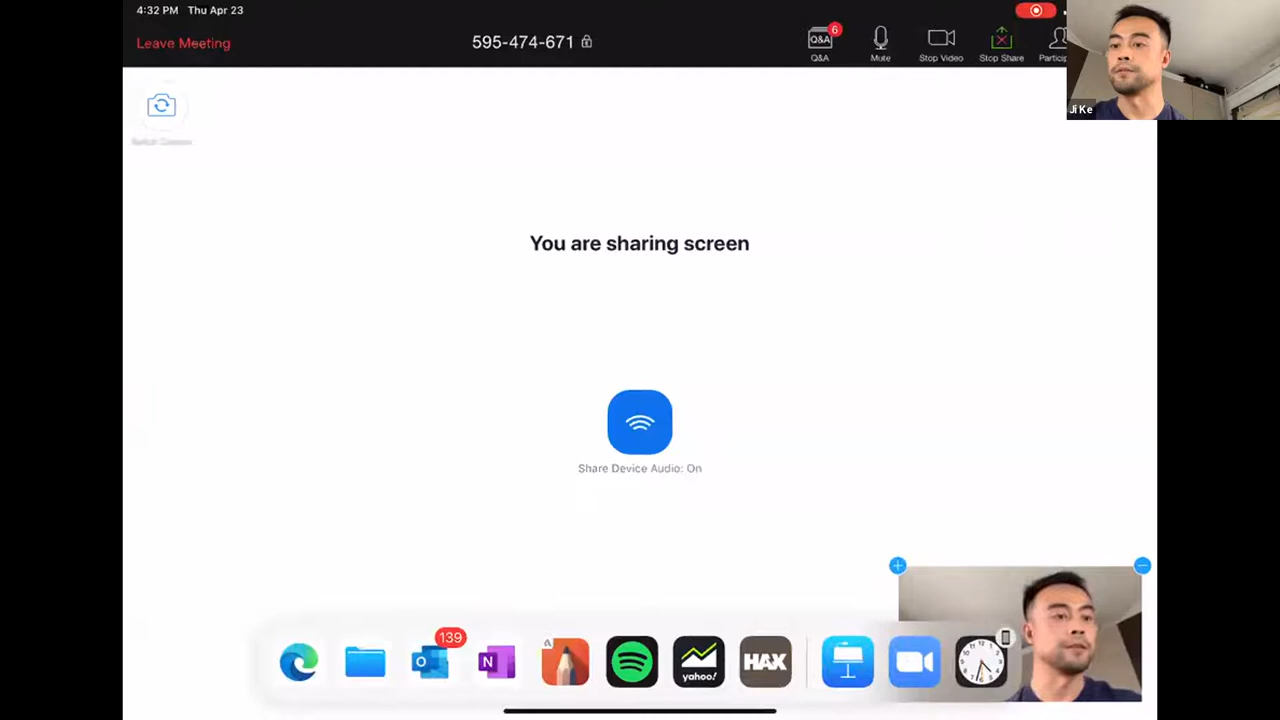 4:32 PM Thu Apr 23
Leave Meeting
595-474-671
Q&A
6
Q&A
Mute
Stop Video
Stop Share
Particip
Ji Ke
You are sharing screen
Share Device Audio: On
139
O
N
A
yahoo!
HAX